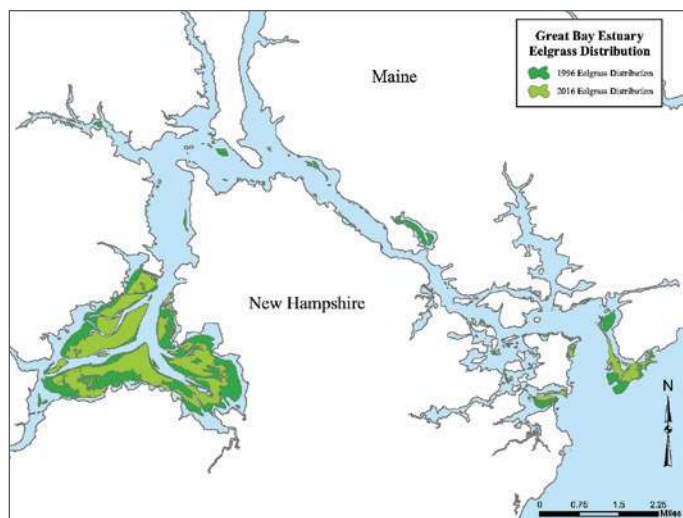 Great Bay Estuary
Eelgrass Distribution
1996 Eelgrass Distribution
2016 Eelgrass Distribution
Maine
New Hampshire
N
0 0.75 1.5 2.25
Miles